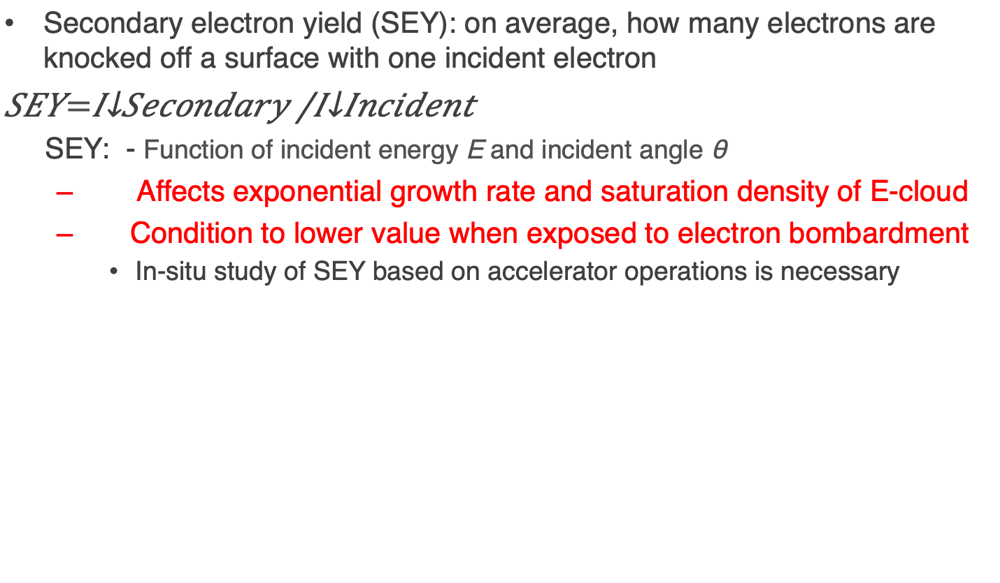 • Secondary electron yield (SEY): on average, how many electrons are
knocked off a surface with one incident electron
SEY=I↓Secondary /I↓Incident
SEY: - Function of incident energy E and incident angle θ
– Affects exponential growth rate and saturation density of E-cloud
– Condition to lower value when exposed to electron bombardment
• In-situ study of SEY based on accelerator operations is necessary